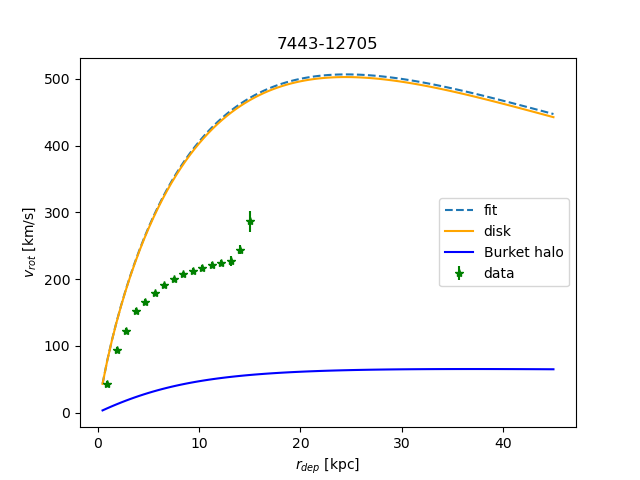 7443-12705
500
400
300
200
100
0
v_rot [km/s]
fit
disk
Burket halo
data
0
10
20
30
40
r_dep [kpc]